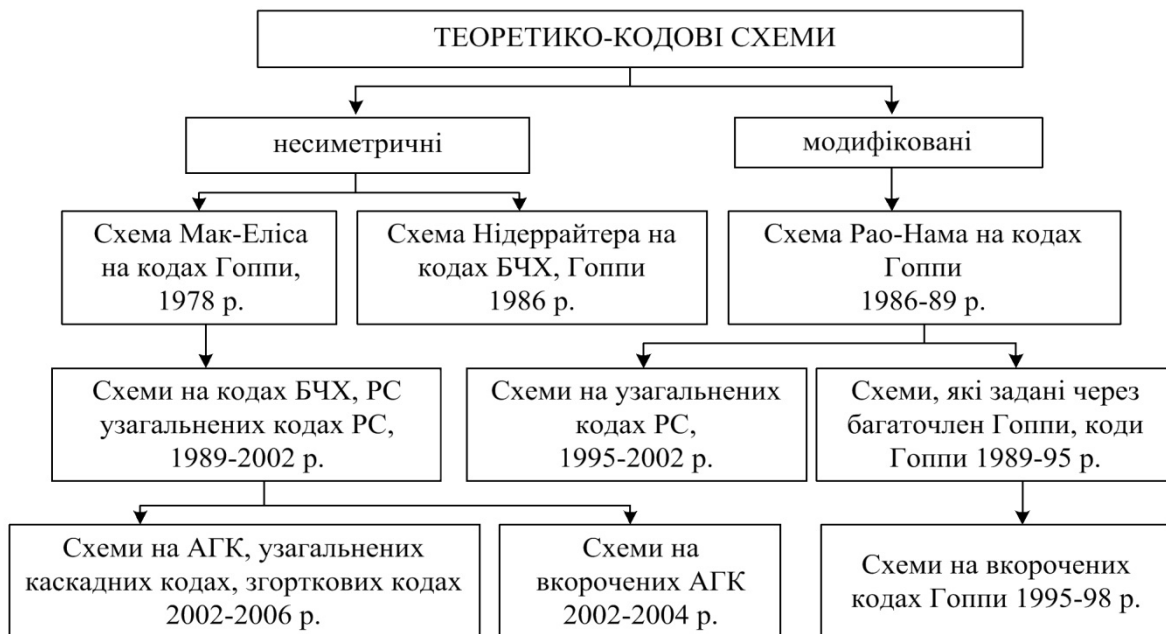 ТЕОРЕТИКО-КОДОВІ СХЕМИ
несиметричні
модифіковані
Схема Мак-Еліса
на кодах Гоппи,
1978 р.
Схема Нідеррайтера на
кодах БЧХ, Гоппи
1986 р.
Схема Рао-Нама на кодах
Гоппи
1986-89 р.
Схеми на кодах БЧХ, РС
узагальнених кодах РС,
1989-2002 р.
Схеми на узагальнених
кодах РС,
1995-2002 р.
Схеми, які задані через
багаточлен Гоппи, коди
Гоппи 1989-95 р.
Схеми на АГК, узагальнених
каскадних кодах, згорткових кодах
2002-2006 р.
Схеми на
вкорочених АГК
2002-2004 р.
Схеми на вкорочених
кодах Гоппи 1995-98 р.